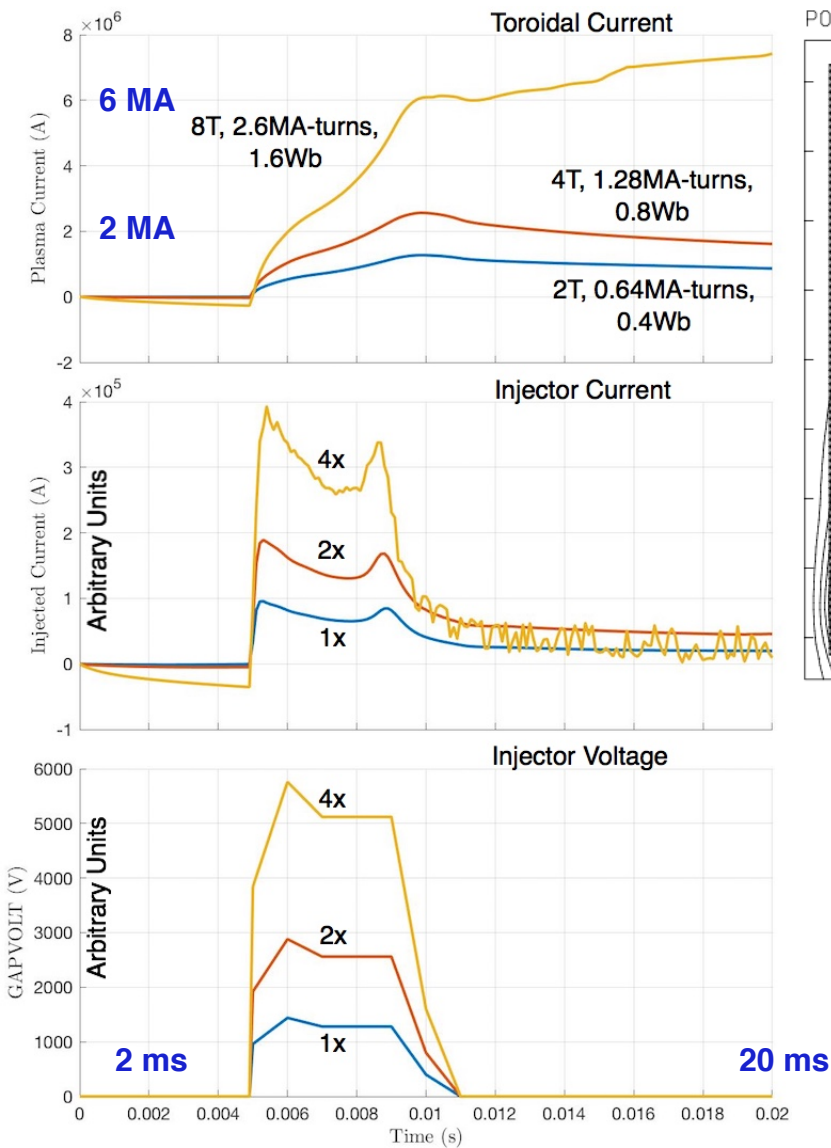 Toroidal Current
×10⁶
8
6
4
2
0
-2
Plasma Current (A)
6 MA
2 MA
8T, 2.6MA-turns,
1.6Wb
4T, 1.28MA-turns,
0.8Wb
2T, 0.64MA-turns,
0.4Wb
PO
Injector Current
×10⁵
4
3
2
1
0
-1
Injected Current (A)
Arbitrary Units
4x
2x
1x
Injector Voltage
6000
5000
4000
3000
2000
1000
0
GAPVOLT (V)
Arbitrary Units
4x
2x
1x
2 ms
20 ms
0 0.002 0.004 0.006 0.008 0.01 0.012 0.014 0.016 0.018 0.02
Time (s)